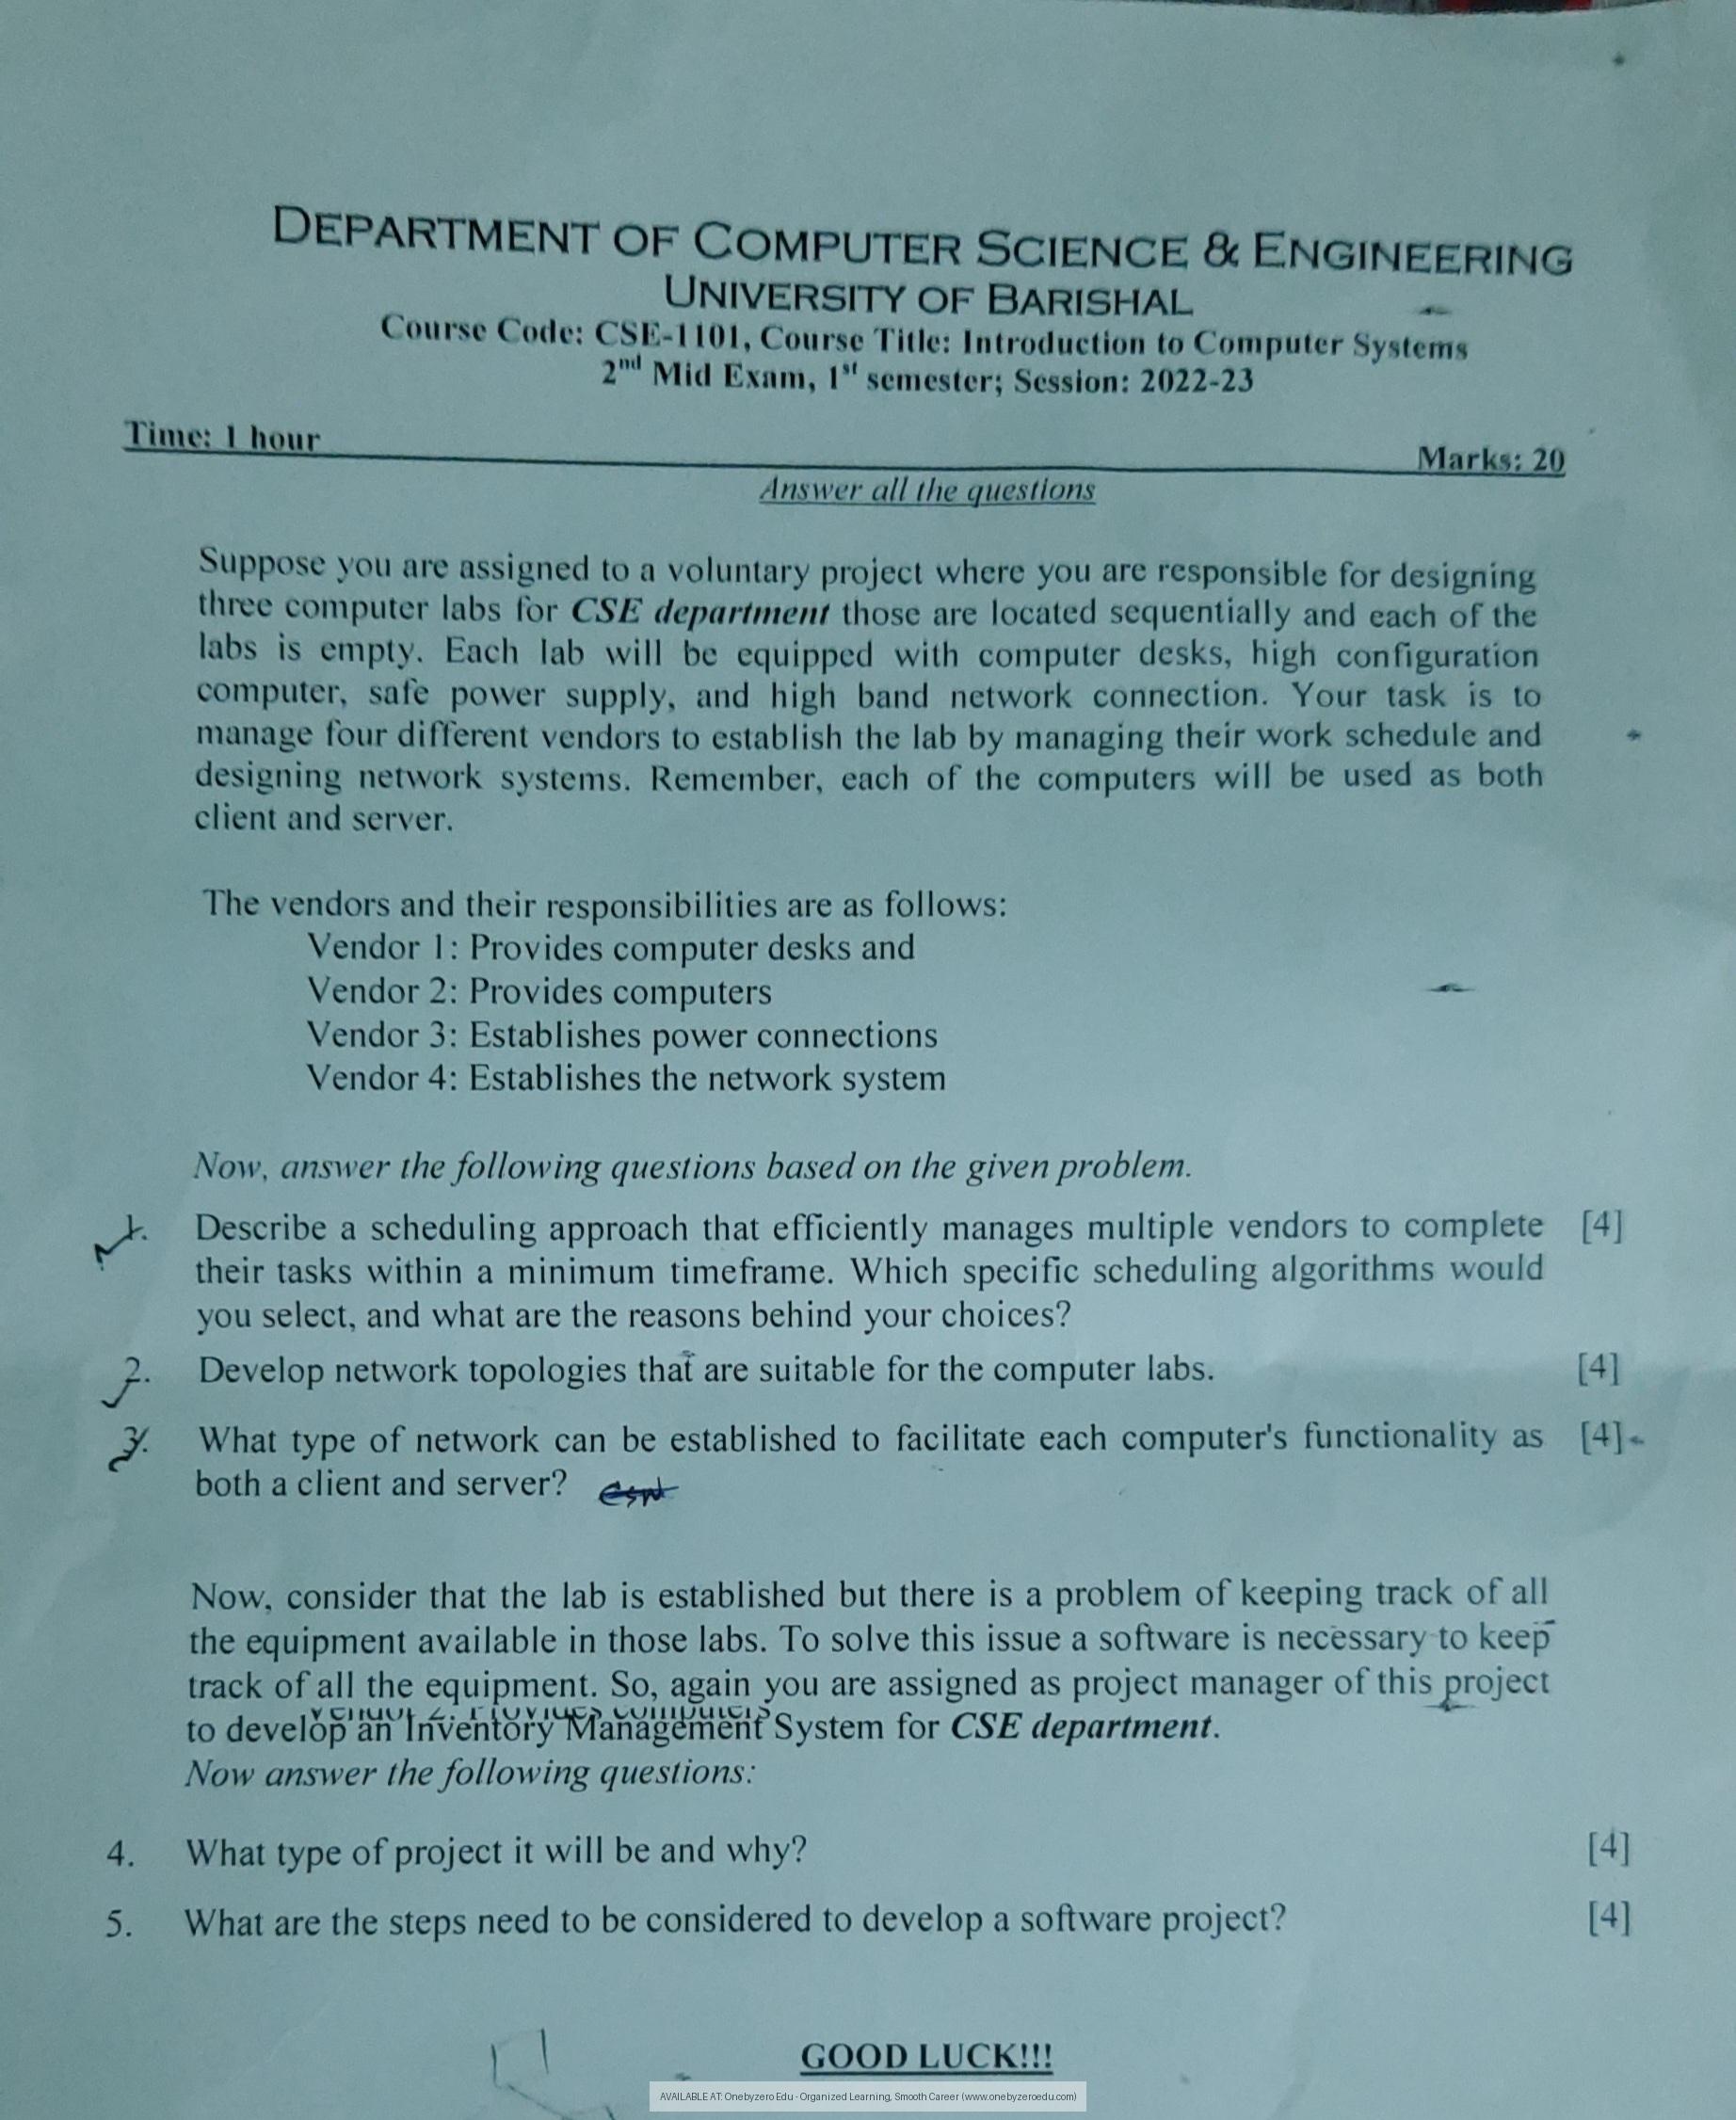 DEPARTMENT OF COMPUTER SCIENCE & ENGINEERING
UNIVERSITY OF BARISHAL
Course Code: CSE-1101, Course Title: Introduction to Computer Systems
2nd Mid Exam, 1st semester; Session: 2022-23
Time: 1 hour
Marks: 20
Answer all the questions
Suppose you are assigned to a voluntary project where you are responsible for designing
three computer labs for CSE department those are located sequentially and each of the
labs is empty. Each lab will be equipped with computer desks, high configuration
computer, safe power supply, and high band network connection. Your task is to
manage four different vendors to establish the lab by managing their work schedule and
designing network systems. Remember, each of the computers will be used as both
client and server.
The vendors and their responsibilities are as follows:
Vendor 1: Provides computer desks and
Vendor 2: Provides computers
Vendor 3: Establishes power connections
Vendor 4: Establishes the network system
Now, answer the following questions based on the given problem.
1. Describe a scheduling approach that efficiently manages multiple vendors to complete [4]
their tasks within a minimum timeframe. Which specific scheduling algorithms would
you select, and what are the reasons behind your choices?
2. Develop network topologies that are suitable for the computer labs. [4]
3. What type of network can be established to facilitate each computer's functionality as [4]
both a client and server?
Now, consider that the lab is established but there is a problem of keeping track of all
the equipment available in those labs. To solve this issue a software is necessary to keep
track of all the equipment. So, again you are assigned as project manager of this project
Vendor 2: Provides computers
to develop an Inventory Management System for CSE department.
Now answer the following questions:
4. What type of project it will be and why? [4]
5. What are the steps need to be considered to develop a software project? [4]
GOOD LUCK!!!
AVAILABLE AT: Onebyzero Edu - Organized Learning, Smooth Career (www.onebyzeroedu.com)